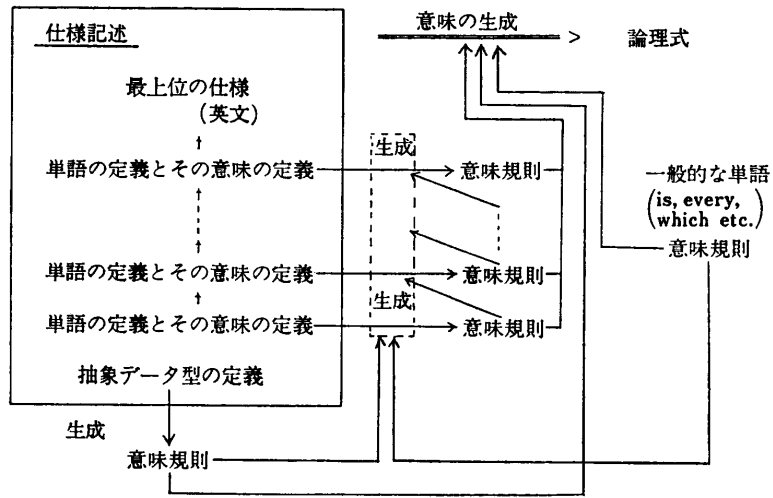 仕様記述
最上位の仕様
(英文)
単語の定義とその意味の定義
単語の定義とその意味の定義
単語の定義とその意味の定義
抽象データ型の定義
生成
意味規則
生成
生成
意味規則
意味規則
意味規則
意味の生成
>
論理式
一般的な単語
(is, every,
which etc.)
意味規則